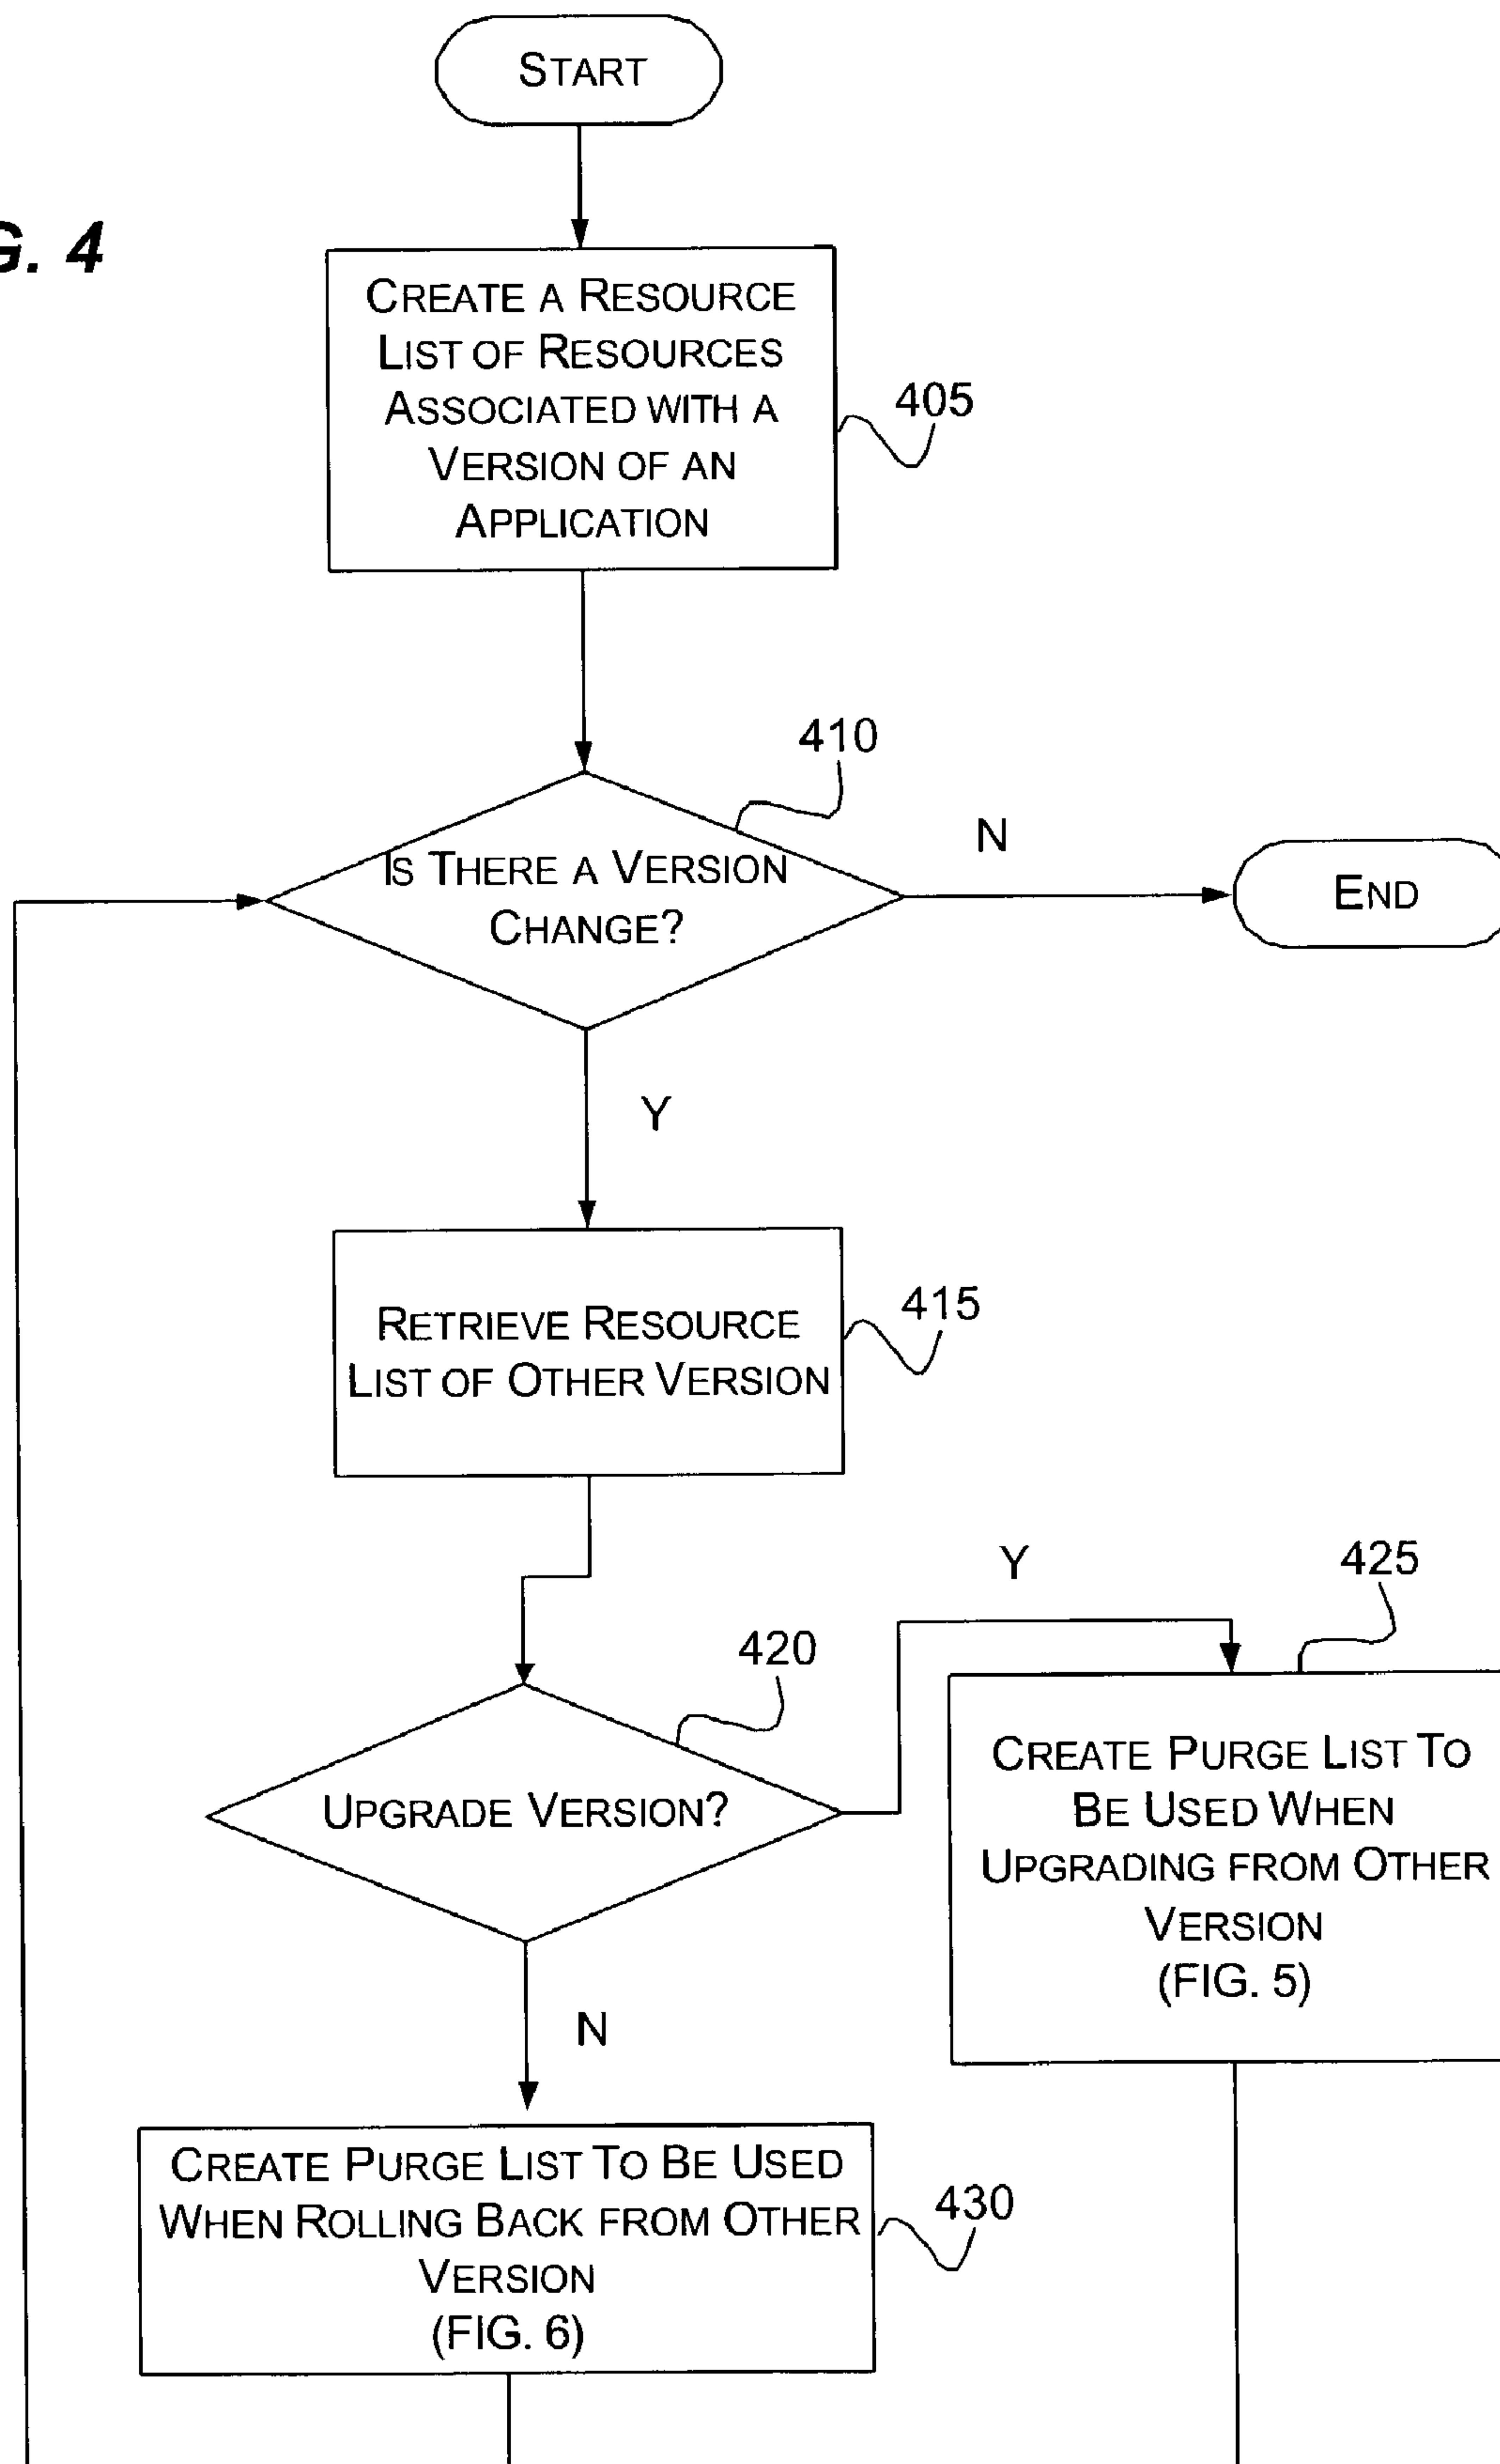 START
G. 4
CREATE A RESOURCE
LIST OF RESOURCES
ASSOCIATED WITH A
VERSION OF AN
APPLICATION
405
410
IS THERE A VERSION
CHANGE?
N
END
Y
415
RETRIEVE RESOURCE
LIST OF OTHER VERSION
Y
425
420
UPGRADE VERSION?
CREATE PURGE LIST TO
BE USED WHEN
UPGRADING FROM OTHER
VERSION
(FIG. 5)
N
CREATE PURGE LIST TO BE USED
WHEN ROLLING BACK FROM OTHER
VERSION
(FIG. 6)
430